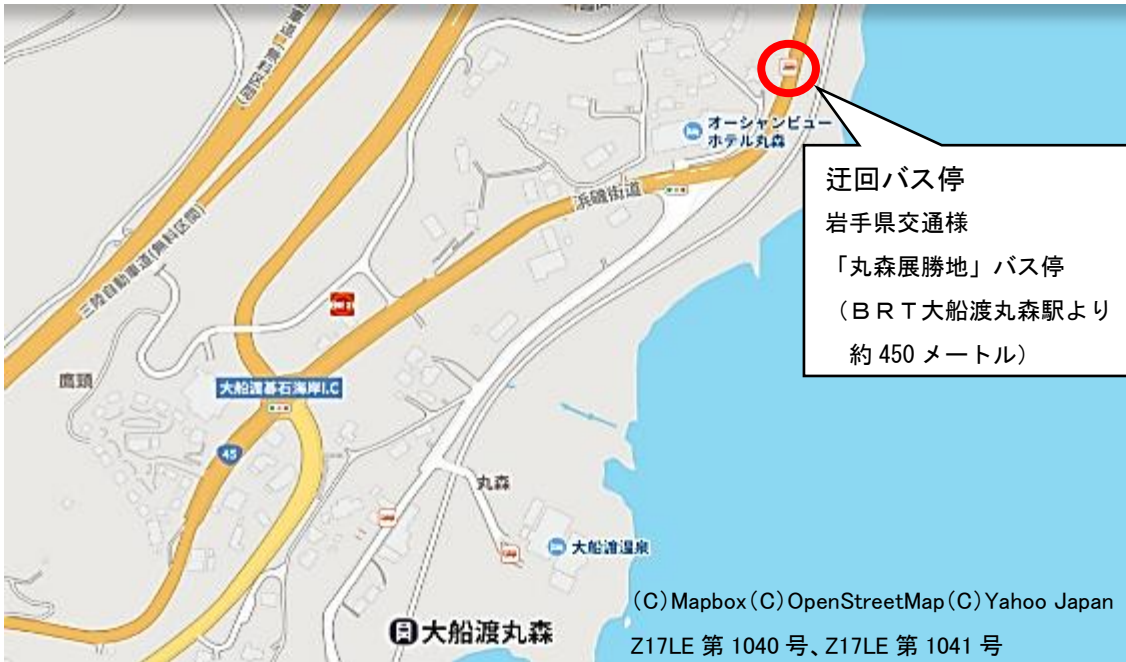 オーシャンビュー
ホテル丸森
迂回バス停
岩手県交通様
「丸森展勝地」バス停
（ＢＲＴ大船渡丸森駅より
約 450 メートル）
浜磯街道
三陸自動車道(無料区間)
鷹頭
大船渡碁石海岸I.C
45
丸森
大船渡温泉
大船渡丸森
(C)Mapbox(C)OpenStreetMap(C)Yahoo Japan
Z17LE 第 1040 号、Z17LE 第 1041 号